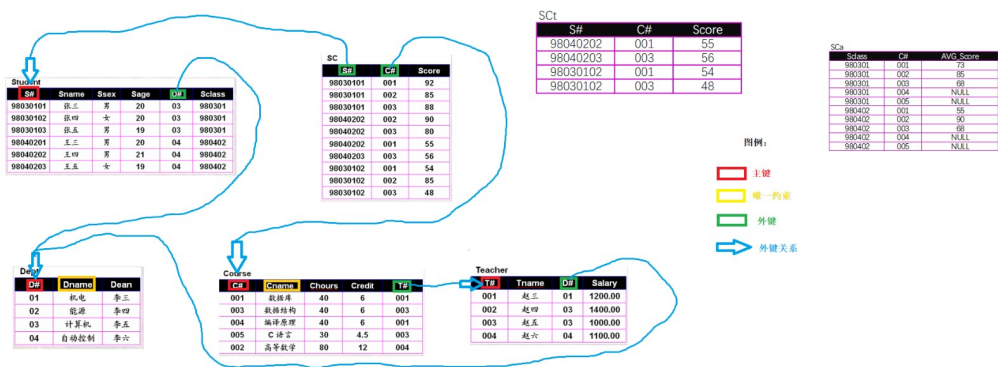 SCt
S# C# Score
98040202 001 55
98040203 003 56
98030102 001 54
98030102 003 48
SCa
Sclass C# AVG_Score
980301 001 73
980301 002 85
980301 003 68
980301 004 NULL
980301 005 NULL
980402 001 55
980402 002 90
980402 003 68
980402 004 NULL
980402 005 NULL
SC
S# C# Score
98030101 001 92
98030101 002 85
98030101 003 88
98040202 002 90
98040202 003 80
98040202 001 55
98040203 003 56
98030102 001 54
98030102 002 85
98030102 003 48
Student
S# Sname Ssex Sage D# Sclass
98030101 张三 男 20 03 980301
98030102 张四 女 20 03 980301
98030103 张五 男 19 03 980301
98040201 王三 男 20 04 980402
98040202 王四 男 21 04 980402
98040203 王五 女 19 04 980402
图例:
主键
唯一约束
外键
外键关系
Dept
D# Dname Dean
01 机电 李三
02 能源 李四
03 计算机 李五
04 自动控制 李六
Course
C# Cname Chours Credit T#
001 数据库 40 6 001
003 数据结构 40 6 003
004 编译原理 40 6 001
005 C语言 30 4.5 003
002 高等数学 80 12 004
Teacher
T# Tname D# Salary
001 赵三 01 1200.00
002 赵四 03 1400.00
003 赵五 03 1000.00
004 赵六 04 1100.00